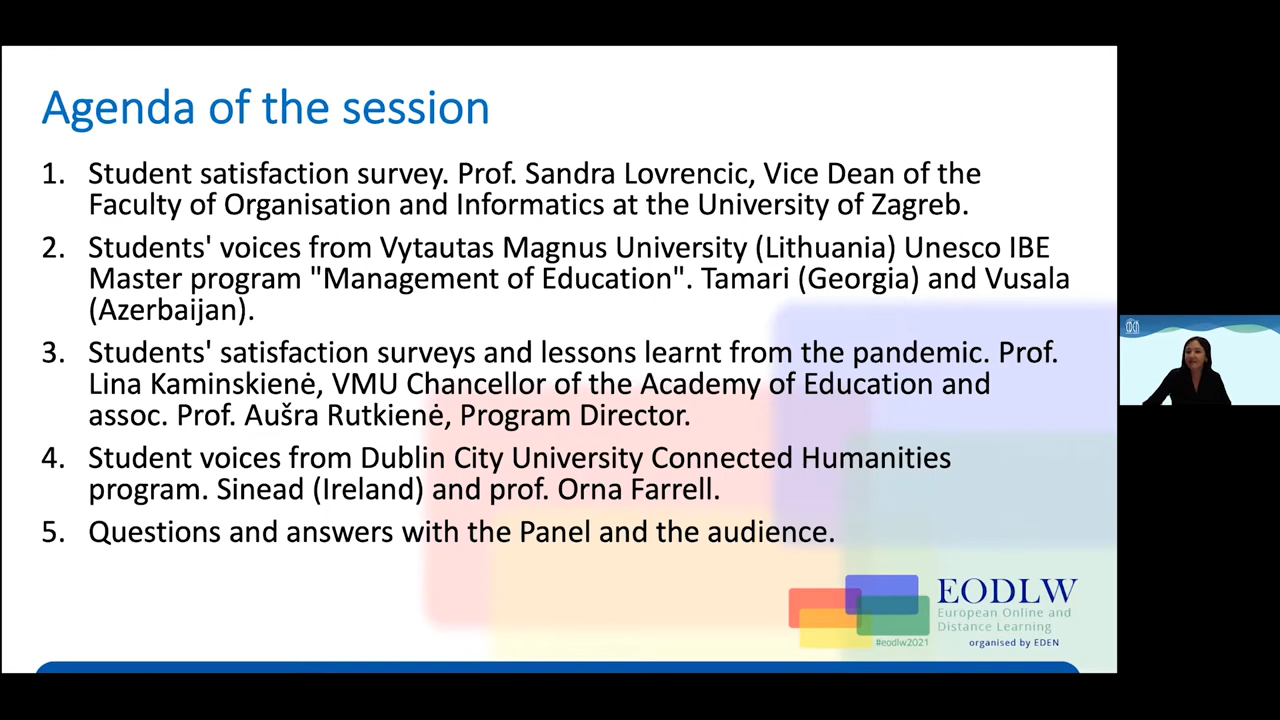 Agenda of the session
1. Student satisfaction survey. Prof. Sandra Lovrencic, Vice Dean of the
Faculty of Organisation and Informatics at the University of Zagreb.
2. Students' voices from Vytautas Magnus University (Lithuania) Unesco IBE
Master program "Management of Education". Tamari (Georgia) and Vusala
(Azerbaijan).
3. Students' satisfaction surveys and lessons learnt from the pandemic. Prof.
Lina Kaminskienė, VMU Chancellor of the Academy of Education and
assoc. Prof. Aušra Rutkienė, Program Director.
4. Student voices from Dublin City University Connected Humanities
program. Sinead (Ireland) and prof. Orna Farrell.
5. Questions and answers with the Panel and the audience.
EODLW
European Online and
Distance Learning
#eodlw2021
organised by EDEN